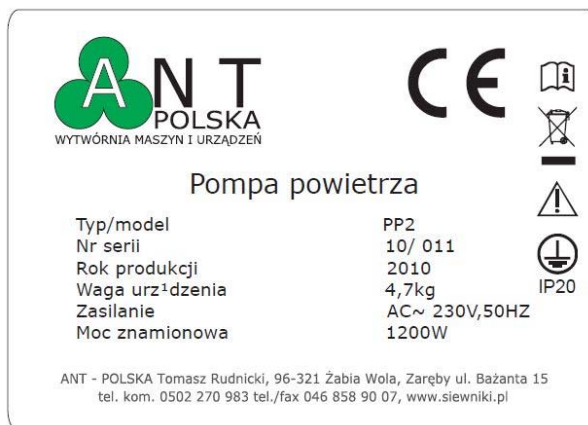 ANT
POLSKA
WYTWÓRNIA MASZYN I URZĄDZEŃ
CE
Pompa powietrza
Typ/model PP2
Nr serii 10/ 011
Rok produkcji 2010
Waga urz¹dzenia 4,7kg
Zasilanie AC~ 230V,50HZ
Moc znamionowa 1200W
IP20
ANT - POLSKA Tomasz Rudnicki, 96-321 Żabia Wola, Zaręby ul. Bażanta 15
tel. kom. 0502 270 983 tel./fax 046 858 90 07, www.siewniki.pl